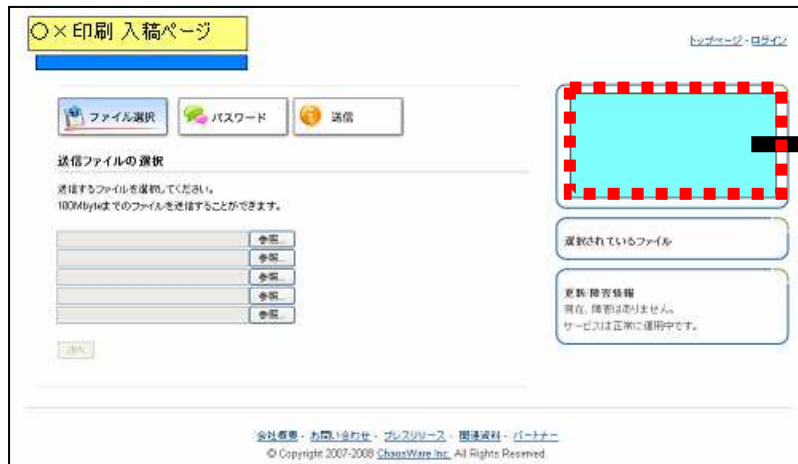 ○×印刷 入稿ページ
トップページ・ログイン
ファイル選択
パスワード
送信
送信ファイルの選択
送信するファイルを選択してください。
100Mbyteまでのファイルを送信することができます。
参照...
参照...
参照...
参照...
参照...
次へ
選択されているファイル
更新/障害情報
現在、障害はありません。
サービスは正常に運用中です。
会社概要・お問い合わせ・プレスリリース・関連資料・パートナー
© Copyright 2007-2008 ChaosWare Inc. All Rights Reserved.